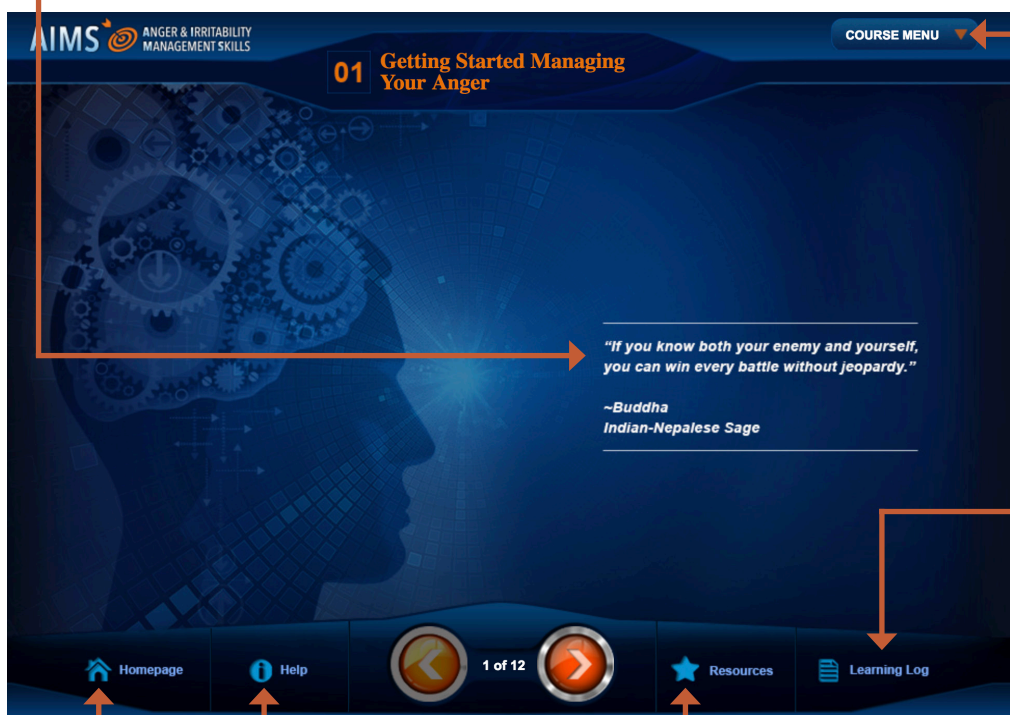 AIMS ANGER & IRRITABILITY
MANAGEMENT SKILLS
COURSE MENU
01 Getting Started Managing
Your Anger
“If you know both your enemy and yourself,
you can win every battle without jeopardy.”
~Buddha
Indian-Nepalese Sage
Homepage
Help
1 of 12
Resources
Learning Log